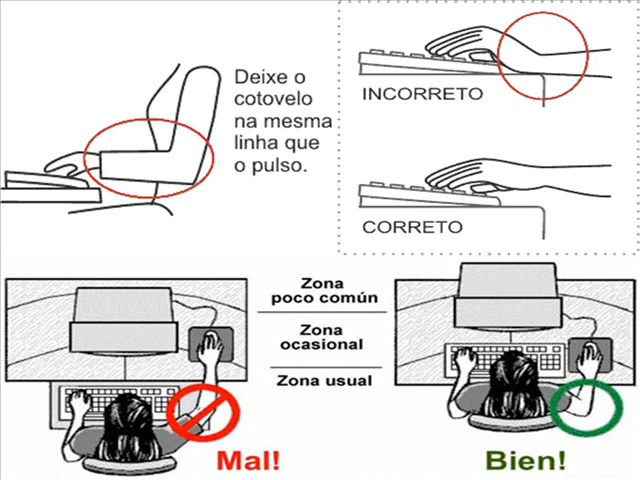 Deixe o
cotovelo
na mesma
linha que
o pulso.
INCORRETO
CORRETO
Zona
poco común
Zona
ocasional
Zona usual
Mal!
Bien!